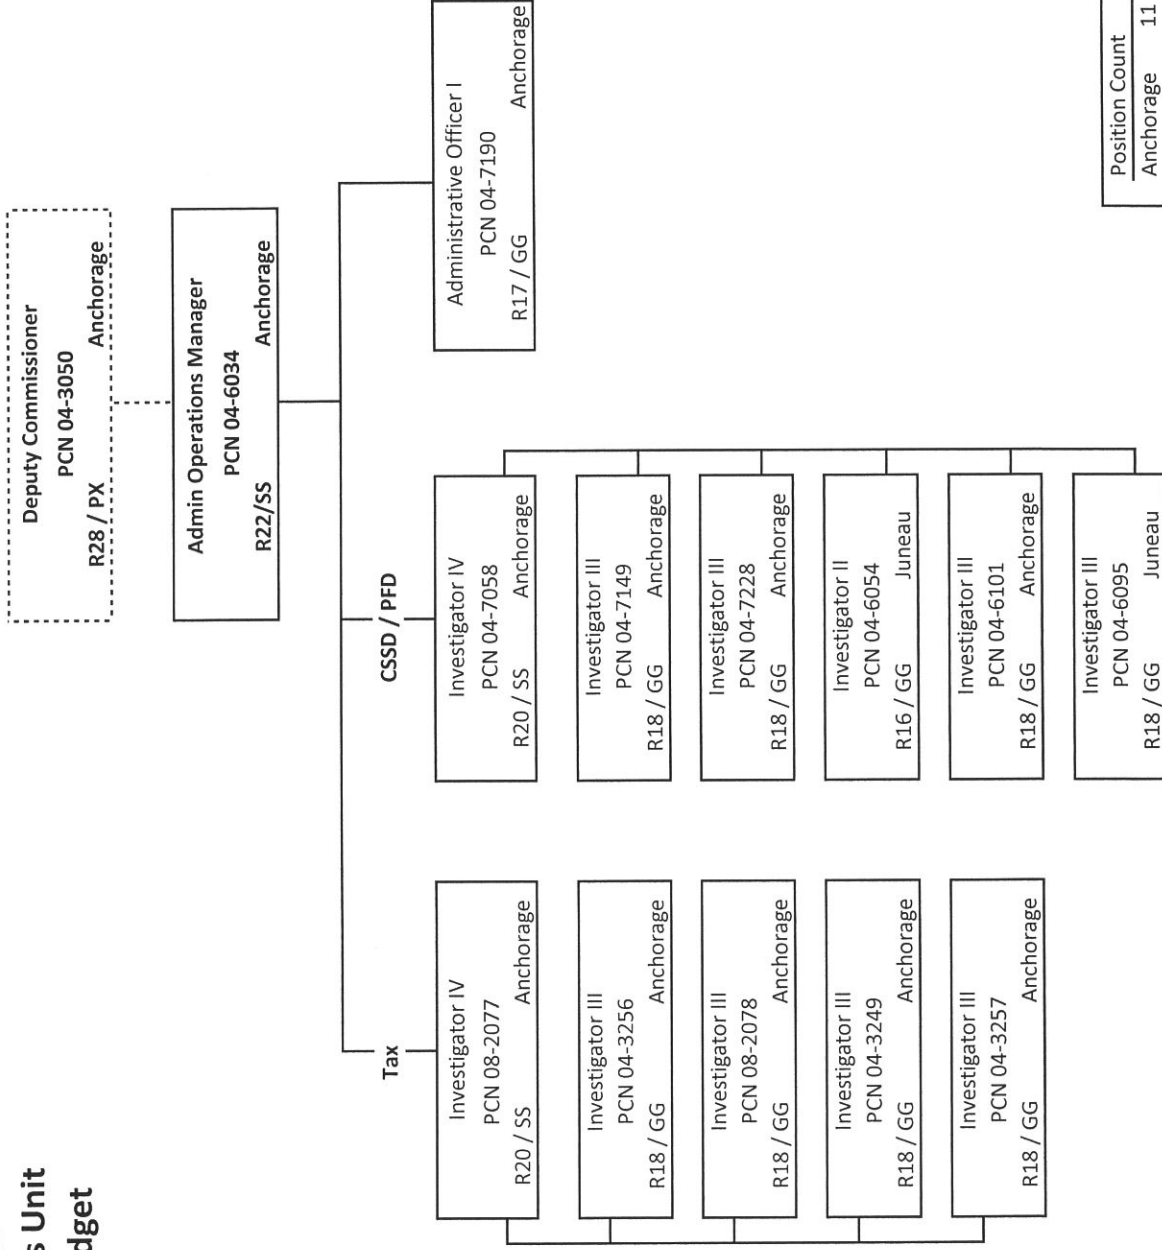 s Unit
dget
Deputy Commissioner
PCN 04-3050
R28 / PX Anchorage
Admin Operations Manager
PCN 04-6034
R22/SS Anchorage
Tax
CSSD / PFD
Investigator IV
PCN 08-2077
R20 / SS Anchorage
Investigator III
PCN 04-3256
R18 / GG Anchorage
Investigator III
PCN 08-2078
R18 / GG Anchorage
Investigator III
PCN 04-3249
R18 / GG Anchorage
Investigator III
PCN 04-3257
R18 / GG Anchorage
Investigator IV
PCN 04-7058
R20 / SS Anchorage
Investigator III
PCN 04-7149
R18 / GG Anchorage
Investigator III
PCN 04-7228
R18 / GG Anchorage
Investigator II
PCN 04-6054
R16 / GG Juneau
Investigator III
PCN 04-6101
R18 / GG Anchorage
Investigator III
PCN 04-6095
R18 / GG Juneau
Administrative Officer I
PCN 04-7190
R17 / GG Anchorage
Position Count
Anchorage 11